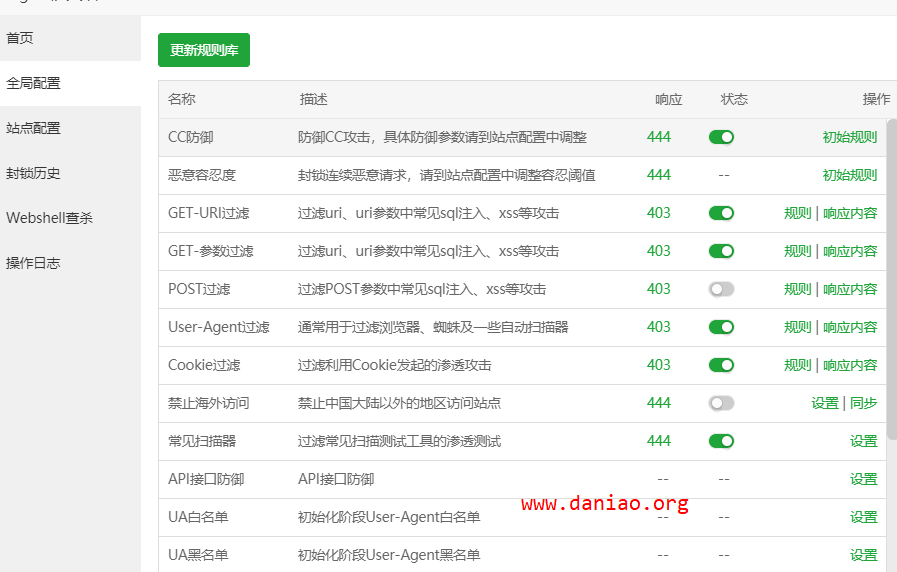 首页
全局配置
站点配置
封锁历史
Webshell查杀
操作日志
更新规则库
名称 描述 响应 状态 操作
CC防御 防御CC攻击，具体防御参数请到站点配置中调整 444 初始规则
恶意容忍度 封锁连续恶意请求，请到站点配置中调整容忍阈值 444 -- 初始规则
GET-URI过滤 过滤uri、uri参数中常见sql注入、xss等攻击 403 规则 | 响应内容
GET-参数过滤 过滤uri、uri参数中常见sql注入、xss等攻击 403 规则 | 响应内容
POST过滤 过滤POST参数中常见sql注入、xss等攻击 403 规则 | 响应内容
User-Agent过滤 通常用于过滤浏览器、蜘蛛及一些自动扫描器 403 规则 | 响应内容
Cookie过滤 过滤利用Cookie发起的渗透攻击 403 规则 | 响应内容
禁止海外访问 禁止中国大陆以外的地区访问站点 444 设置 | 同步
常见扫描器 过滤常见扫描测试工具的渗透测试 444 设置
API接口防御 API接口防御 -- -- 设置
www.daniao.org
UA白名单 初始化阶段User-Agent白名单 -- -- 设置
UA黑名单 初始化阶段User-Agent黑名单 -- -- 设置